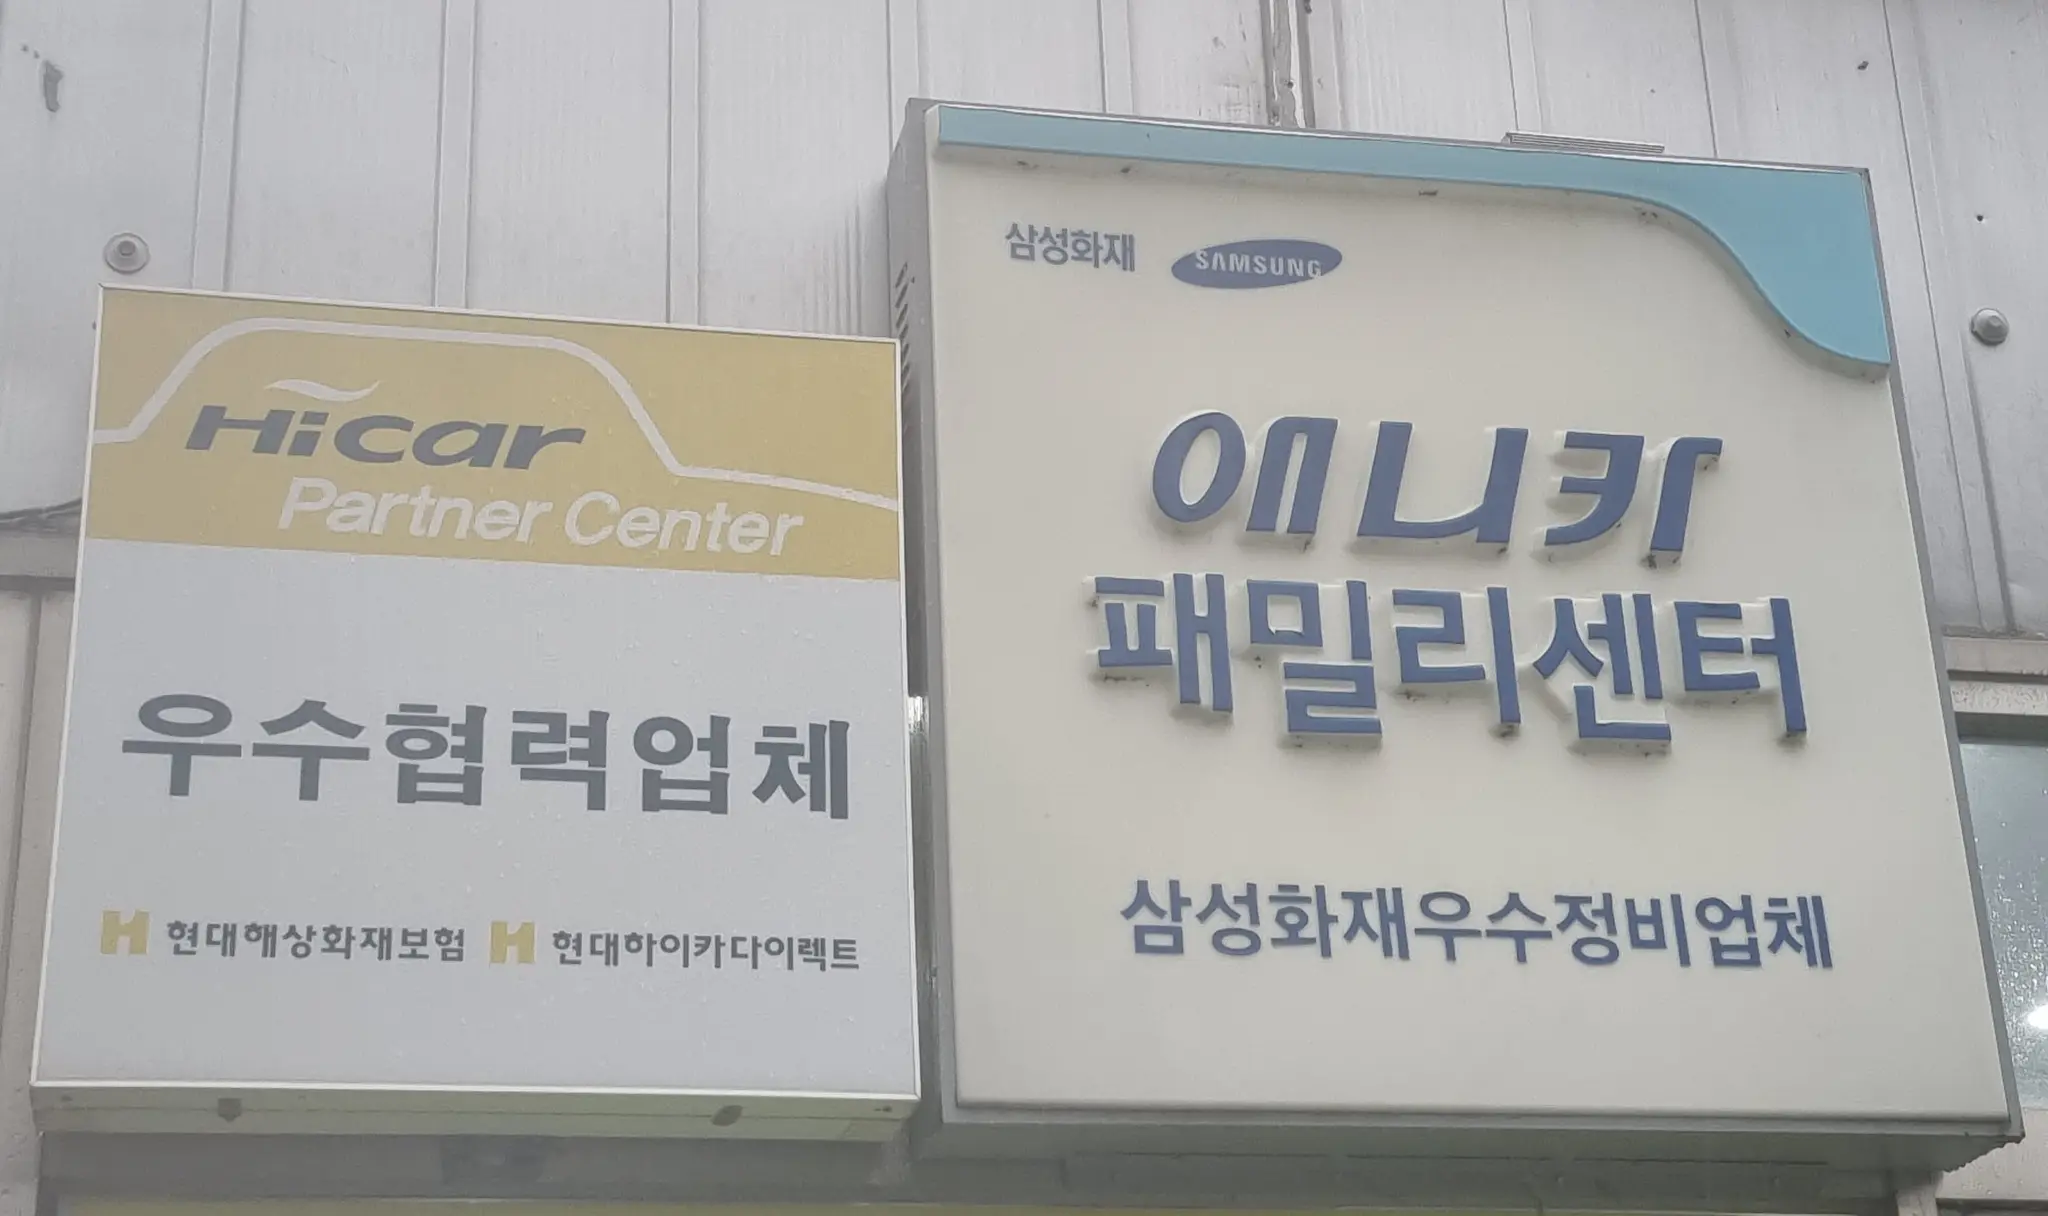 Hicar
Partner Center
우수협력업체
현대해상화재보험 현대하이카다이렉트
삼성화재 SAMSUNG
애니카
패밀리센터
삼성화재우수정비업체